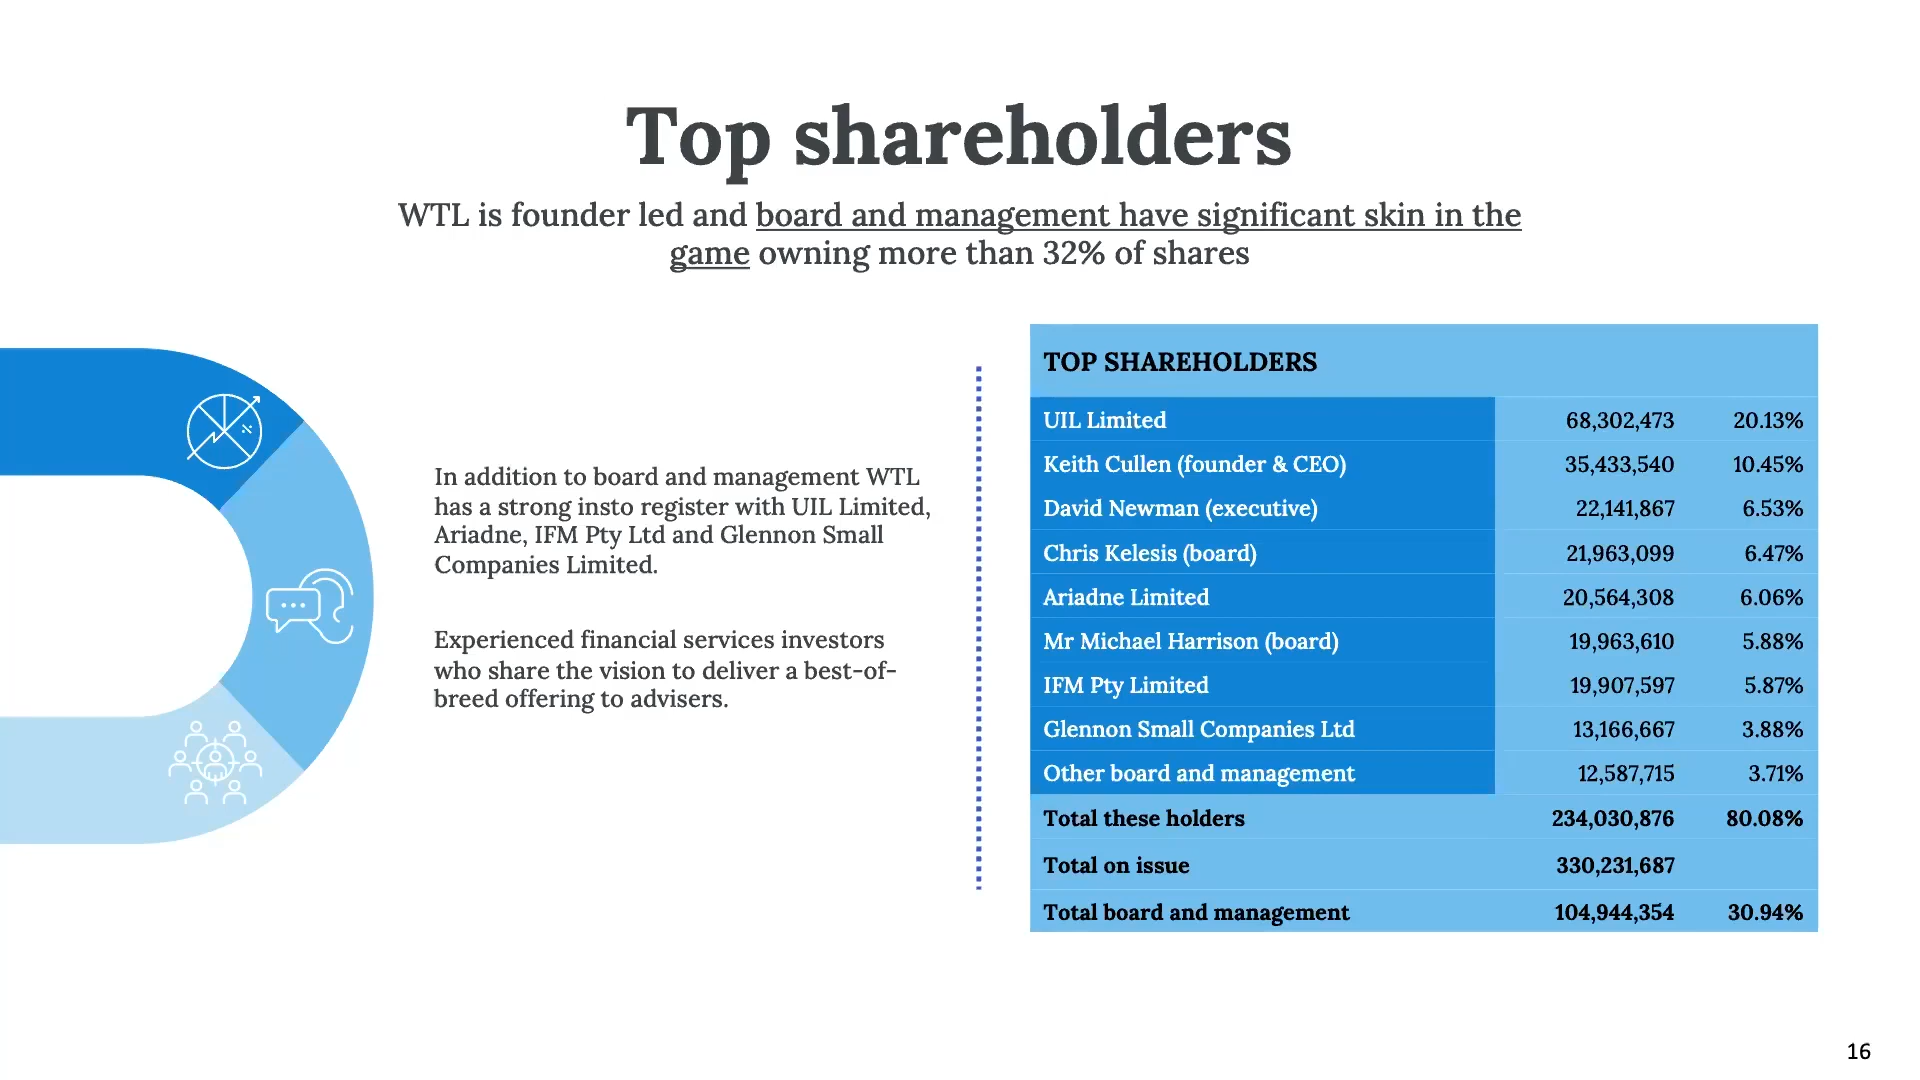 Top shareholders
WTL is founder led and board and management have significant skin in the
game owning more than 32% of shares
In addition to board and management WTL
has a strong insto register with UIL Limited,
Ariadne, IFM Pty Ltd and Glennon Small
Companies Limited.
Experienced financial services investors
who share the vision to deliver a best-of-
breed offering to advisers.
TOP SHAREHOLDERS
UIL Limited 68,302,473 20.13%
Keith Cullen (founder & CEO) 35,433,540 10.45%
David Newman (executive) 22,141,867 6.53%
Chris Kelesis (board) 21,963,099 6.47%
Ariadne Limited 20,564,308 6.06%
Mr Michael Harrison (board) 19,963,610 5.88%
IFM Pty Limited 19,907,597 5.87%
Glennon Small Companies Ltd 13,166,667 3.88%
Other board and management 12,587,715 3.71%
Total these holders 234,030,876 80.08%
Total on issue 330,231,687
Total board and management 104,944,354 30.94%
16